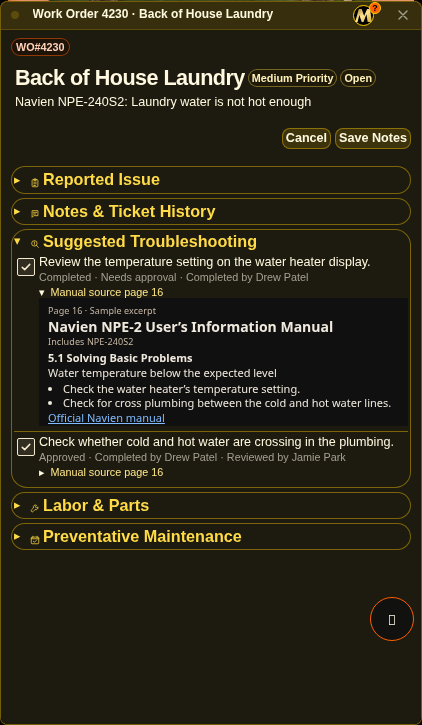 Work Order 4230 · Back of House Laundry
M
?
WO#4230
Back of House Laundry
Medium Priority
Open
Navien NPE-240S2: Laundry water is not hot enough
Cancel
Save Notes
Reported Issue
Notes & Ticket History
Suggested Troubleshooting
Review the temperature setting on the water heater display.
Completed · Needs approval · Completed by Drew Patel
Manual source page 16
Page 16 · Sample excerpt
Navien NPE-2 User’s Information Manual
Includes NPE-240S2
5.1 Solving Basic Problems
Water temperature below the expected level
• Check the water heater’s temperature setting.
• Check for cross plumbing between the cold and hot water lines.
Official Navien manual
Check whether cold and hot water are crossing in the plumbing.
Approved · Completed by Drew Patel · Reviewed by Jamie Park
Manual source page 16
Labor & Parts
Preventative Maintenance